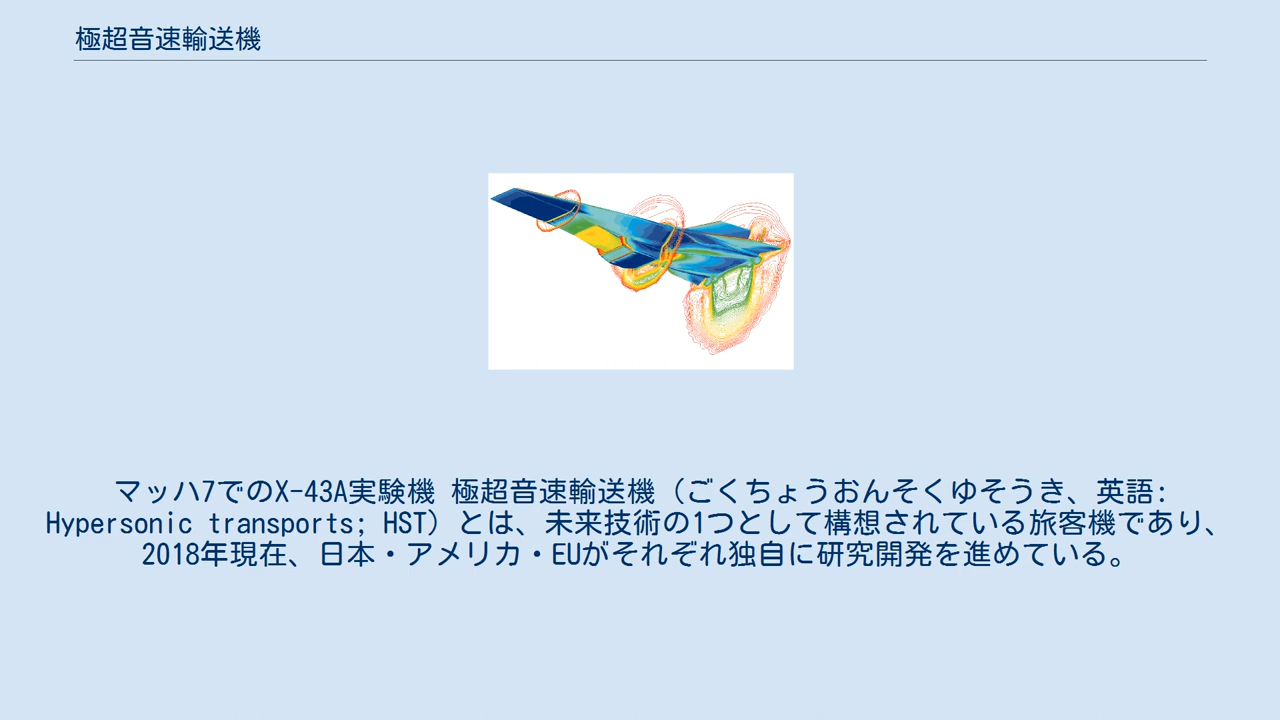 極超音速輸送機
マッハ7でのX-43A実験機 極超音速輸送機（ごくちょうおんそくゆそうき、英語:
Hypersonic transports; HST）とは、未来技術の1つとして構想されている旅客機であり、
2018年現在、日本・アメリカ・EUがそれぞれ独自に研究開発を進めている。